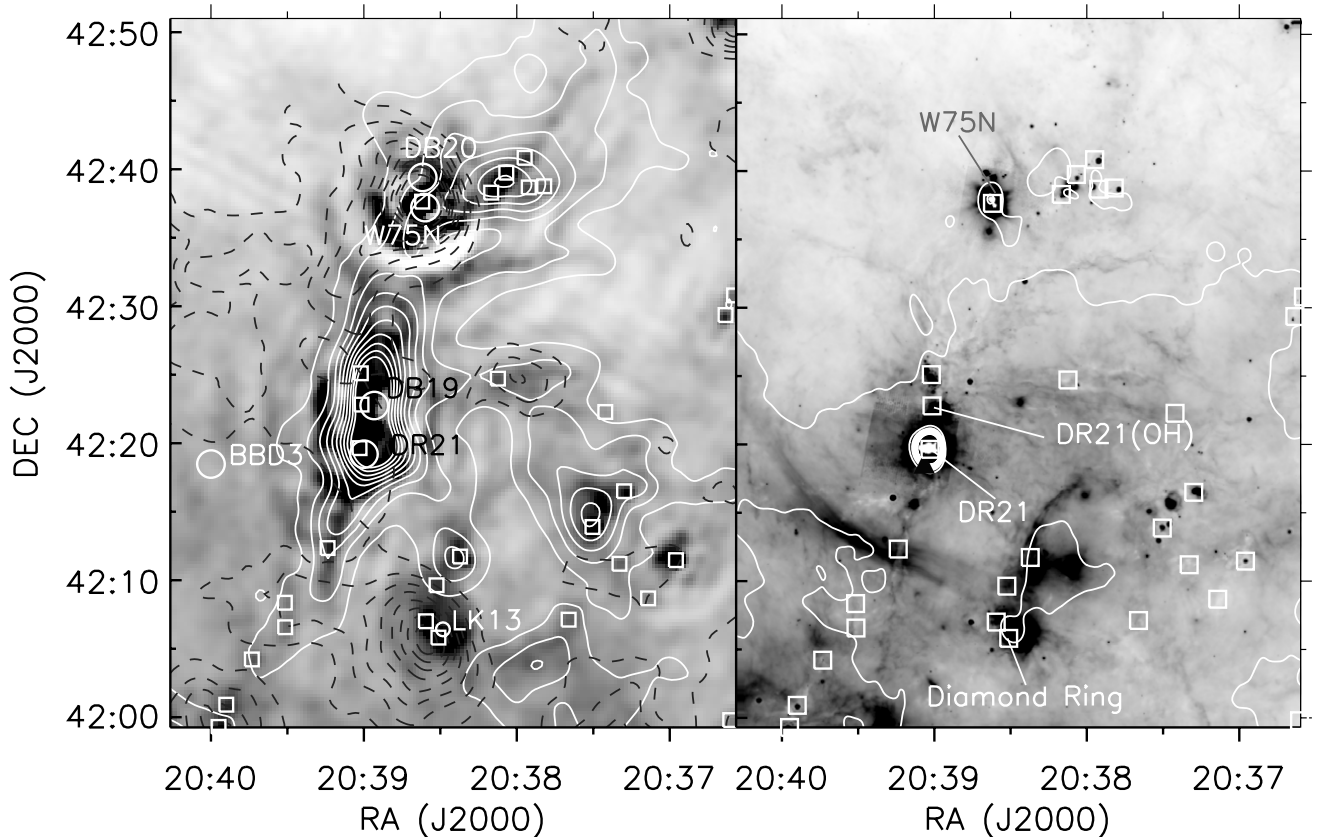 42:50
42:40
42:30
42:20
42:10
42:00
DEC (J2000)
DB20
W75N
DB19
DR21
BBD3
LK13
20:40 20:39 20:38 20:37
RA (J2000)
W75N
DR21(OH)
DR21
Diamond Ring
20:40 20:39 20:38 20:37
RA (J2000)